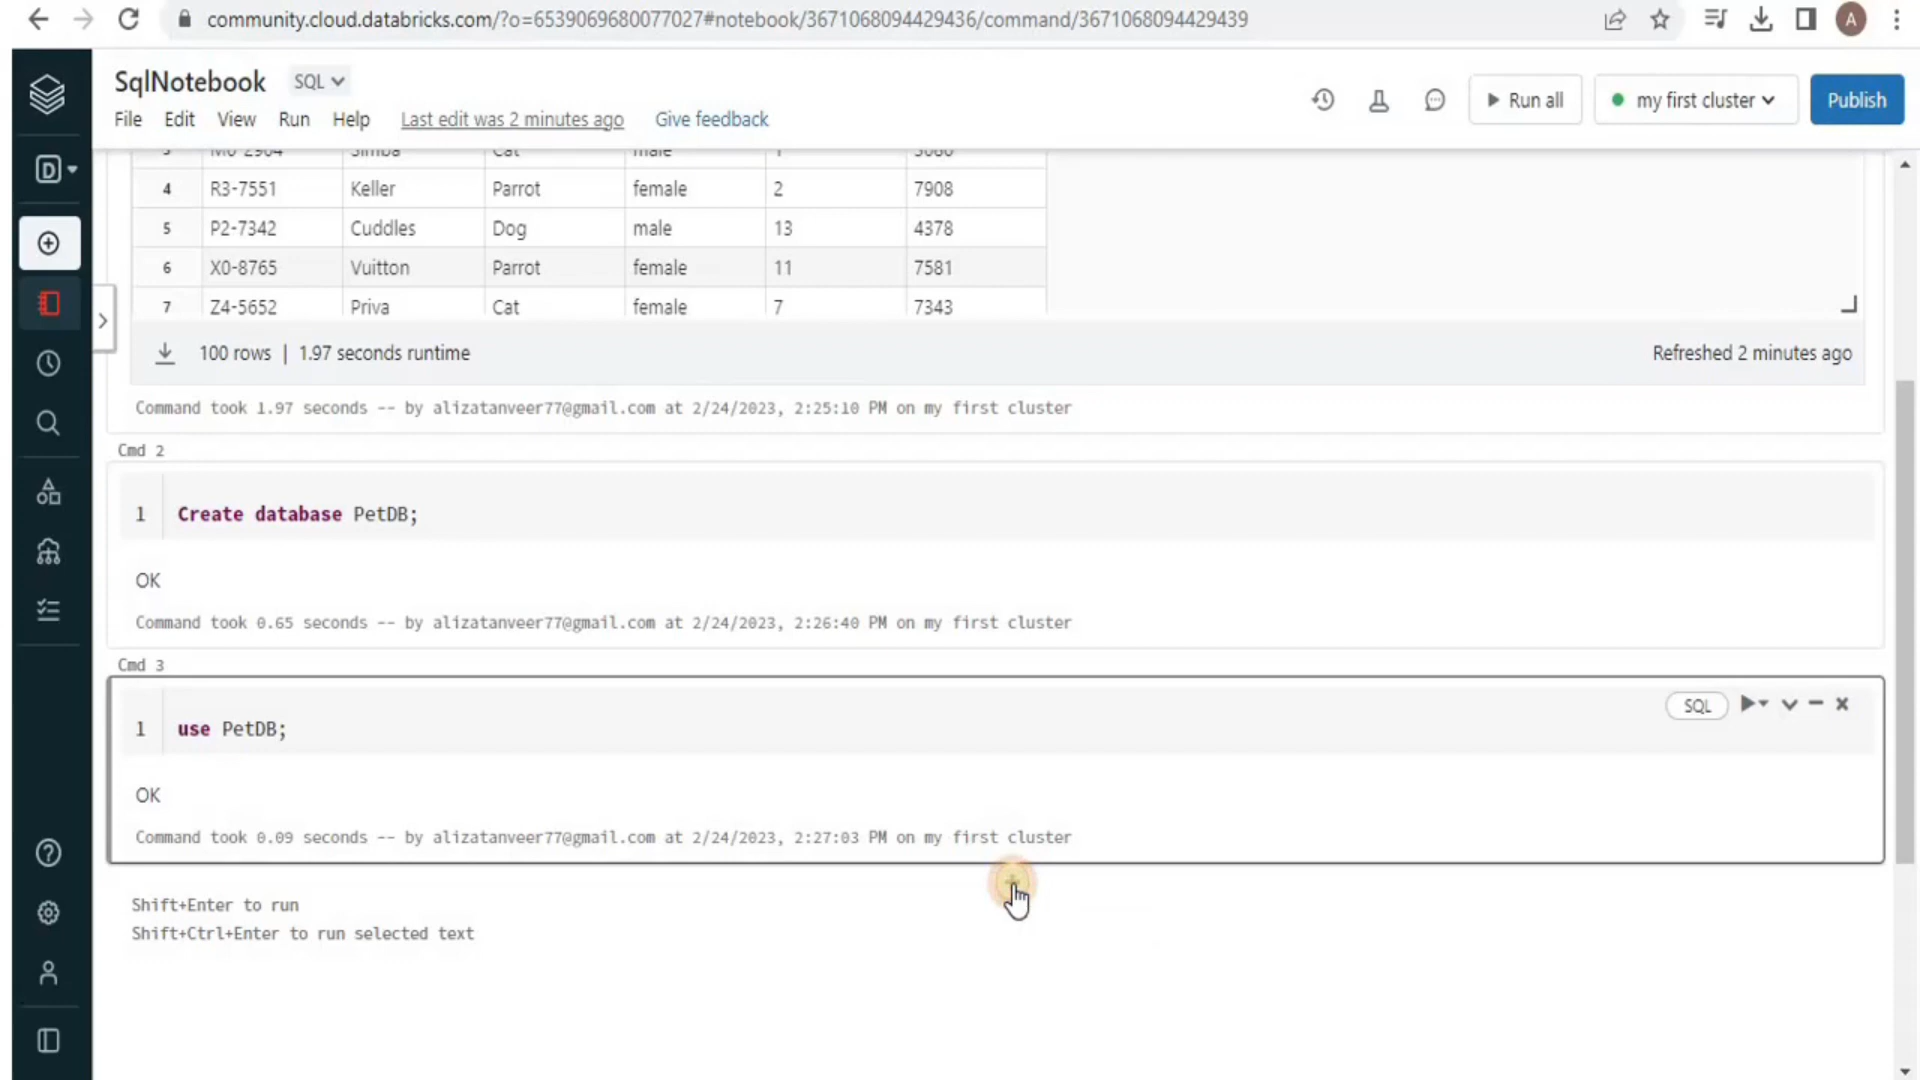 community.cloud.databricks.com/?o=6539069680077027#notebook/3671068094429436/command/3671068094429439
A
SqlNotebook SQL
File Edit View Run Help Last edit was 2 minutes ago Give feedback
Run all my first cluster Publish
D
3 M0-2904 Simba Cat male 1
4 R3-7551 Keller Parrot female 2 7908
5 P2-7342 Cuddles Dog male 13 4378
6 X0-8765 Vuitton Parrot female 11 7581
7 Z4-5652 Priva Cat female 7 7343
100 rows | 1.97 seconds runtime Refreshed 2 minutes ago
Command took 1.97 seconds -- by alizatanveer77@gmail.com at 2/24/2023, 2:25:10 PM on my first cluster
Cmd 2
1 Create database PetDB;
OK
Command took 0.65 seconds -- by alizatanveer77@gmail.com at 2/24/2023, 2:26:40 PM on my first cluster
Cmd 3
SQL
1 use PetDB;
OK
Command took 0.09 seconds -- by alizatanveer77@gmail.com at 2/24/2023, 2:27:03 PM on my first cluster
Shift+Enter to run
Shift+Ctrl+Enter to run selected text